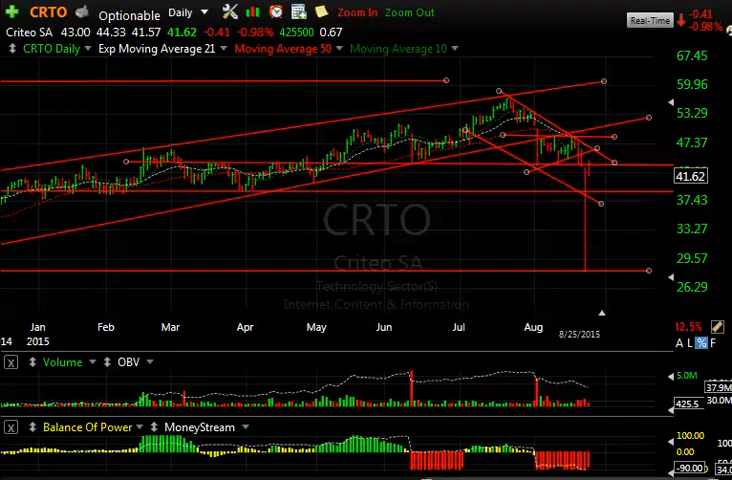 CRTO Optionable Daily Zoom In Zoom Out Real-Time -0.41
-0.98%
Criteo SA 43.00 44.33 41.57 41.62 -0.41 -0.98% 425500 0.67
CRTO Daily Exp Moving Average 21 Moving Average 50 Moving Average 10
67.45
59.96
53.29
47.37
41.62
37.43
33.27
29.57
26.29
CRTO
Criteo SA
Technology Sector(S)
Internet Content & Information
Jan Feb Mar Apr May Jun Jul Aug
14 2015 8/25/2015
12.5%
A L % F
X Volume OBV
5.0M
37.9M
30.0M
425.5
X Balance Of Power MoneyStream
100.00
0.00
-90.00